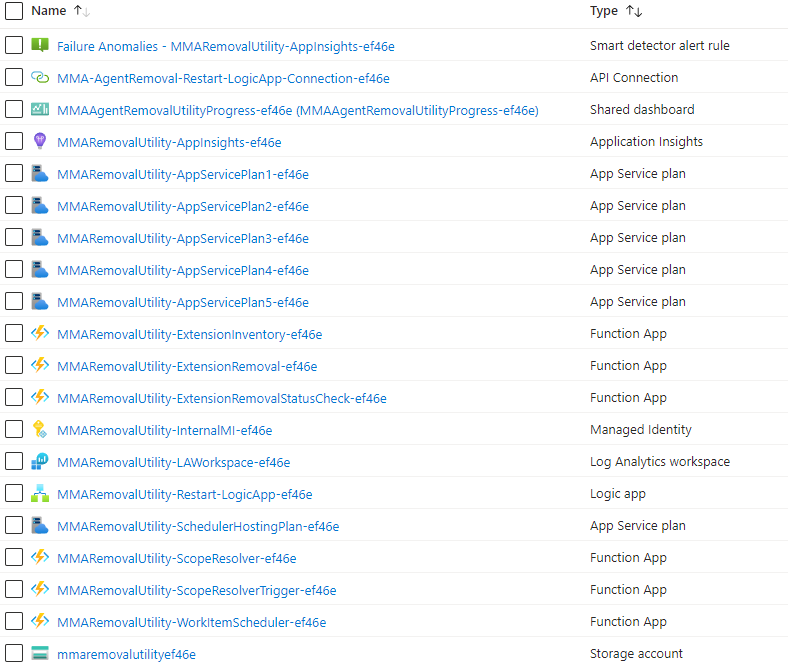 Name ↑↓ Type ↑↓
Failure Anomalies - MMARemovalUtility-AppInsights-ef46e Smart detector alert rule
MMA-AgentRemoval-Restart-LogicApp-Connection-ef46e API Connection
MMAAgentRemovalUtilityProgress-ef46e (MMAAgentRemovalUtilityProgress-ef46e) Shared dashboard
MMARemovalUtility-AppInsights-ef46e Application Insights
MMARemovalUtility-AppServicePlan1-ef46e App Service plan
MMARemovalUtility-AppServicePlan2-ef46e App Service plan
MMARemovalUtility-AppServicePlan3-ef46e App Service plan
MMARemovalUtility-AppServicePlan4-ef46e App Service plan
MMARemovalUtility-AppServicePlan5-ef46e App Service plan
MMARemovalUtility-ExtensionInventory-ef46e Function App
MMARemovalUtility-ExtensionRemoval-ef46e Function App
MMARemovalUtility-ExtensionRemovalStatusCheck-ef46e Function App
MMARemovalUtility-InternalMI-ef46e Managed Identity
MMARemovalUtility-LAWorkspace-ef46e Log Analytics workspace
MMARemovalUtility-Restart-LogicApp-ef46e Logic app
MMARemovalUtility-SchedulerHostingPlan-ef46e App Service plan
MMARemovalUtility-ScopeResolver-ef46e Function App
MMARemovalUtility-ScopeResolverTrigger-ef46e Function App
MMARemovalUtility-WorkItemScheduler-ef46e Function App
mmaremovalutilityef46e Storage account